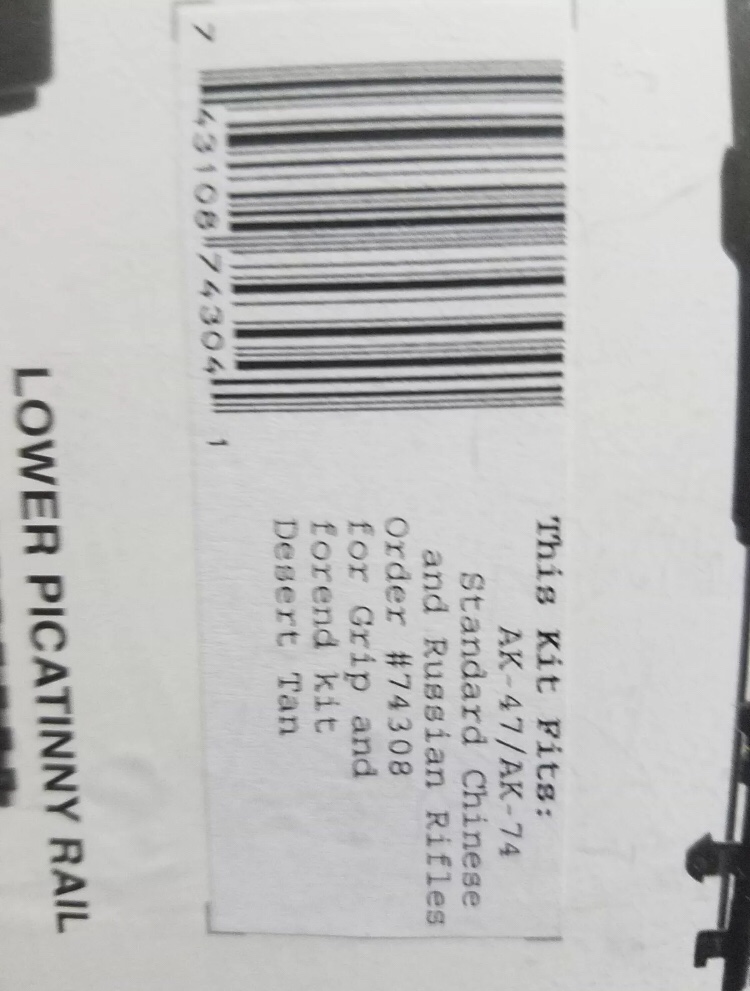 This Kit Fits:
AK-47/AK-74
Standard Chinese
and Russian Rifles
Order #74308
for Grip and
forend kit
Desert Tan
7 43108 74304 1
LOWER PICATINNY RAIL